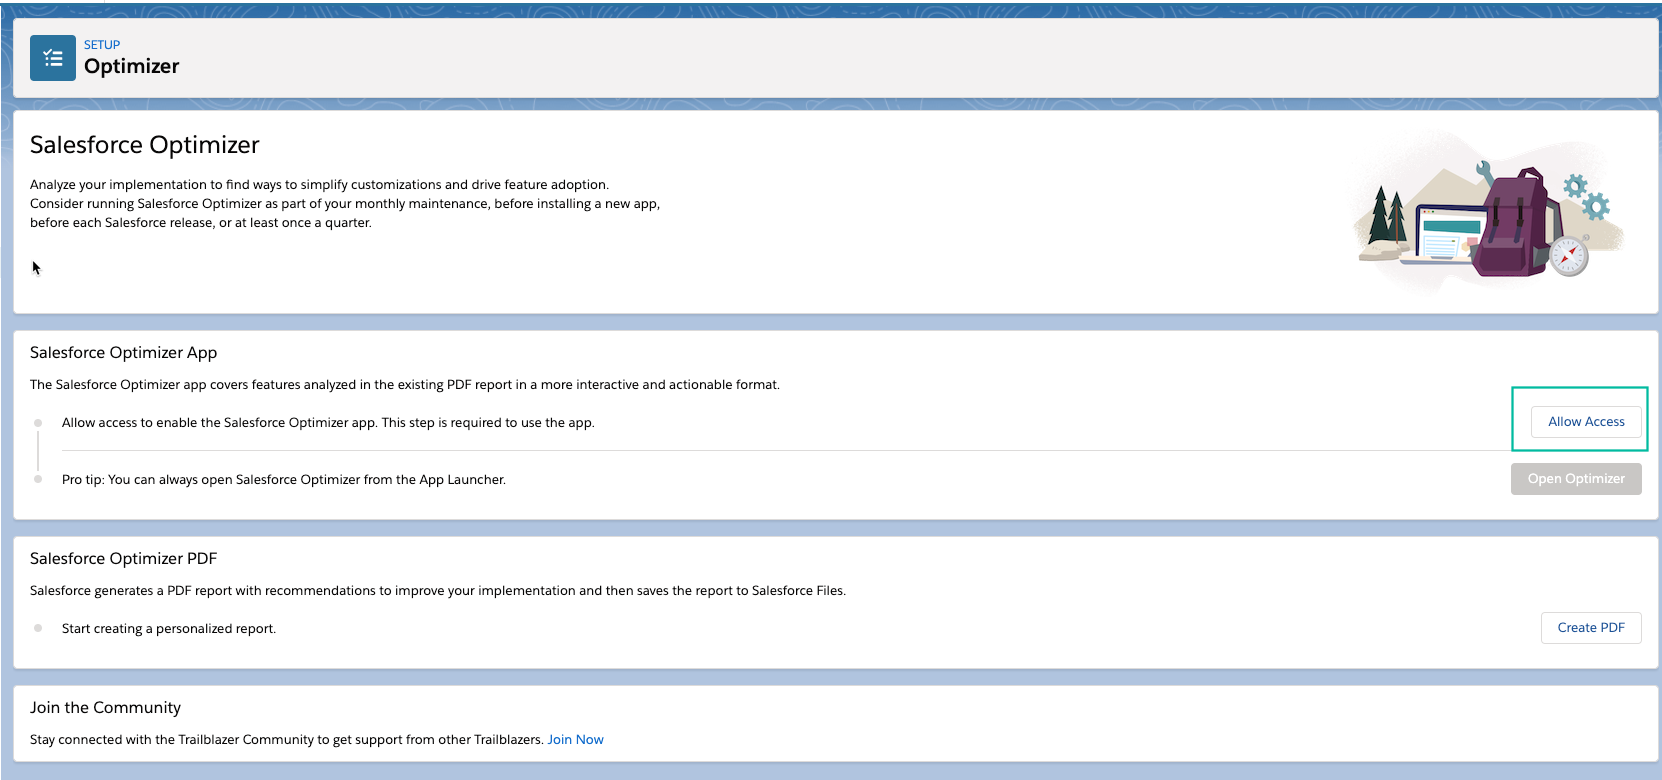 SETUP
Optimizer
Salesforce Optimizer
Analyze your implementation to find ways to simplify customizations and drive feature adoption.
Consider running Salesforce Optimizer as part of your monthly maintenance, before installing a new app,
before each Salesforce release, or at least once a quarter.
Salesforce Optimizer App
The Salesforce Optimizer app covers features analyzed in the existing PDF report in a more interactive and actionable format.
Allow access to enable the Salesforce Optimizer app. This step is required to use the app.
Allow Access
Pro tip: You can always open Salesforce Optimizer from the App Launcher.
Open Optimizer
Salesforce Optimizer PDF
Salesforce generates a PDF report with recommendations to improve your implementation and then saves the report to Salesforce Files.
Start creating a personalized report.
Create PDF
Join the Community
Stay connected with the Trailblazer Community to get support from other Trailblazers. Join Now